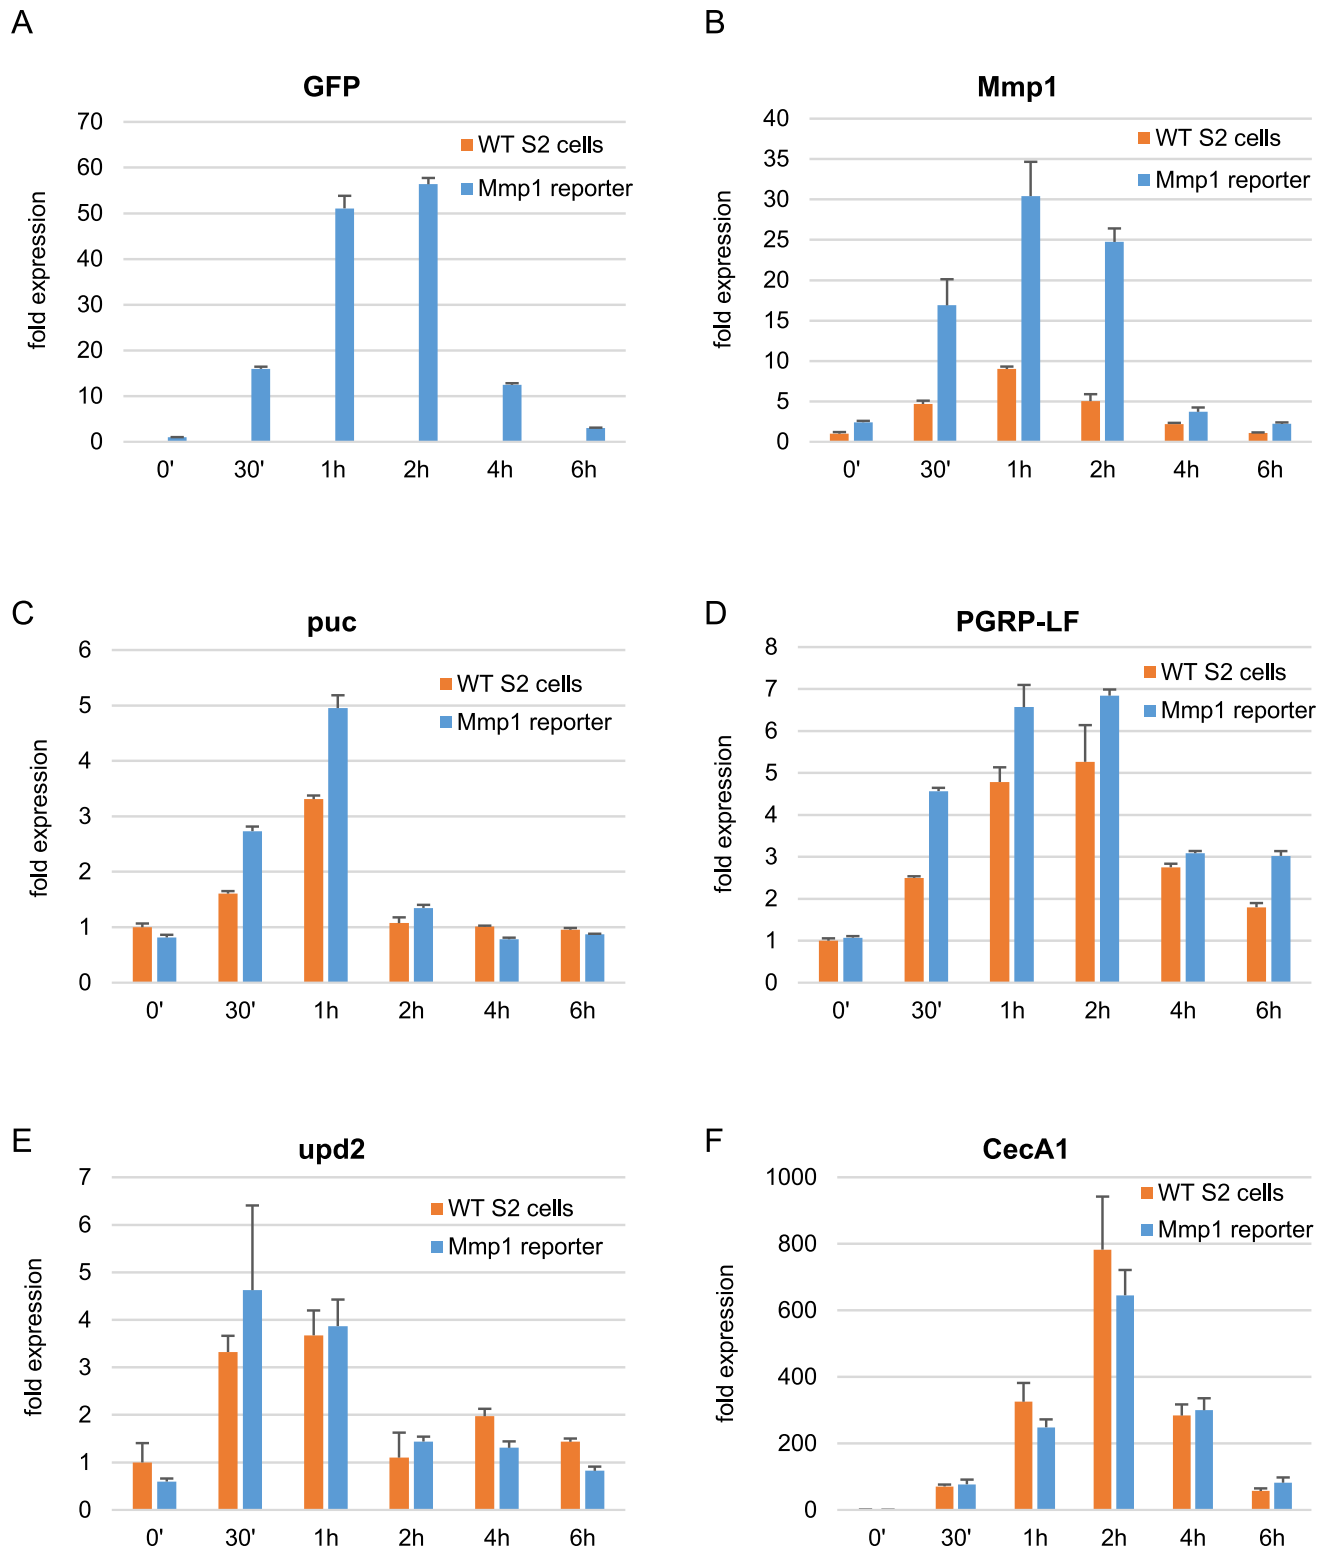 A
GFP
fold expression
70
60
50
40
30
20
10
0
WT S2 cells
Mmp1 reporter
0' 30' 1h 2h 4h 6h
B
Mmp1
fold expression
40
35
30
25
20
15
10
5
0
WT S2 cells
Mmp1 reporter
0' 30' 1h 2h 4h 6h
C
puc
fold expression
6
5
4
3
2
1
0
WT S2 cells
Mmp1 reporter
0' 30' 1h 2h 4h 6h
D
PGRP-LF
fold expression
8
7
6
5
4
3
2
1
0
WT S2 cells
Mmp1 reporter
0' 30' 1h 2h 4h 6h
E
upd2
fold expression
7
6
5
4
3
2
1
0
WT S2 cells
Mmp1 reporter
0' 30' 1h 2h 4h 6h
F
CecA1
fold expression
1000
800
600
400
200
0
WT S2 cells
Mmp1 reporter
0' 30' 1h 2h 4h 6h